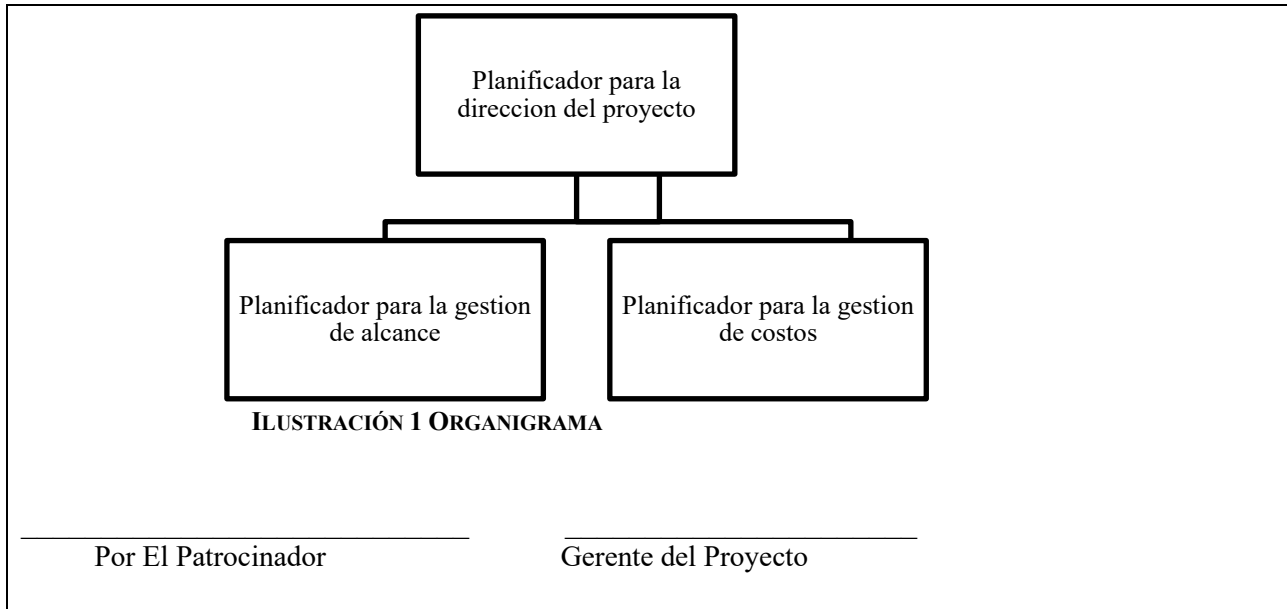 Planificador para la
direccion del proyecto
Planificador para la gestion
de alcance
Planificador para la gestion
de costos
ILUSTRACIÓN 1 ORGANIGRAMA
Por El Patrocinador
Gerente del Proyecto